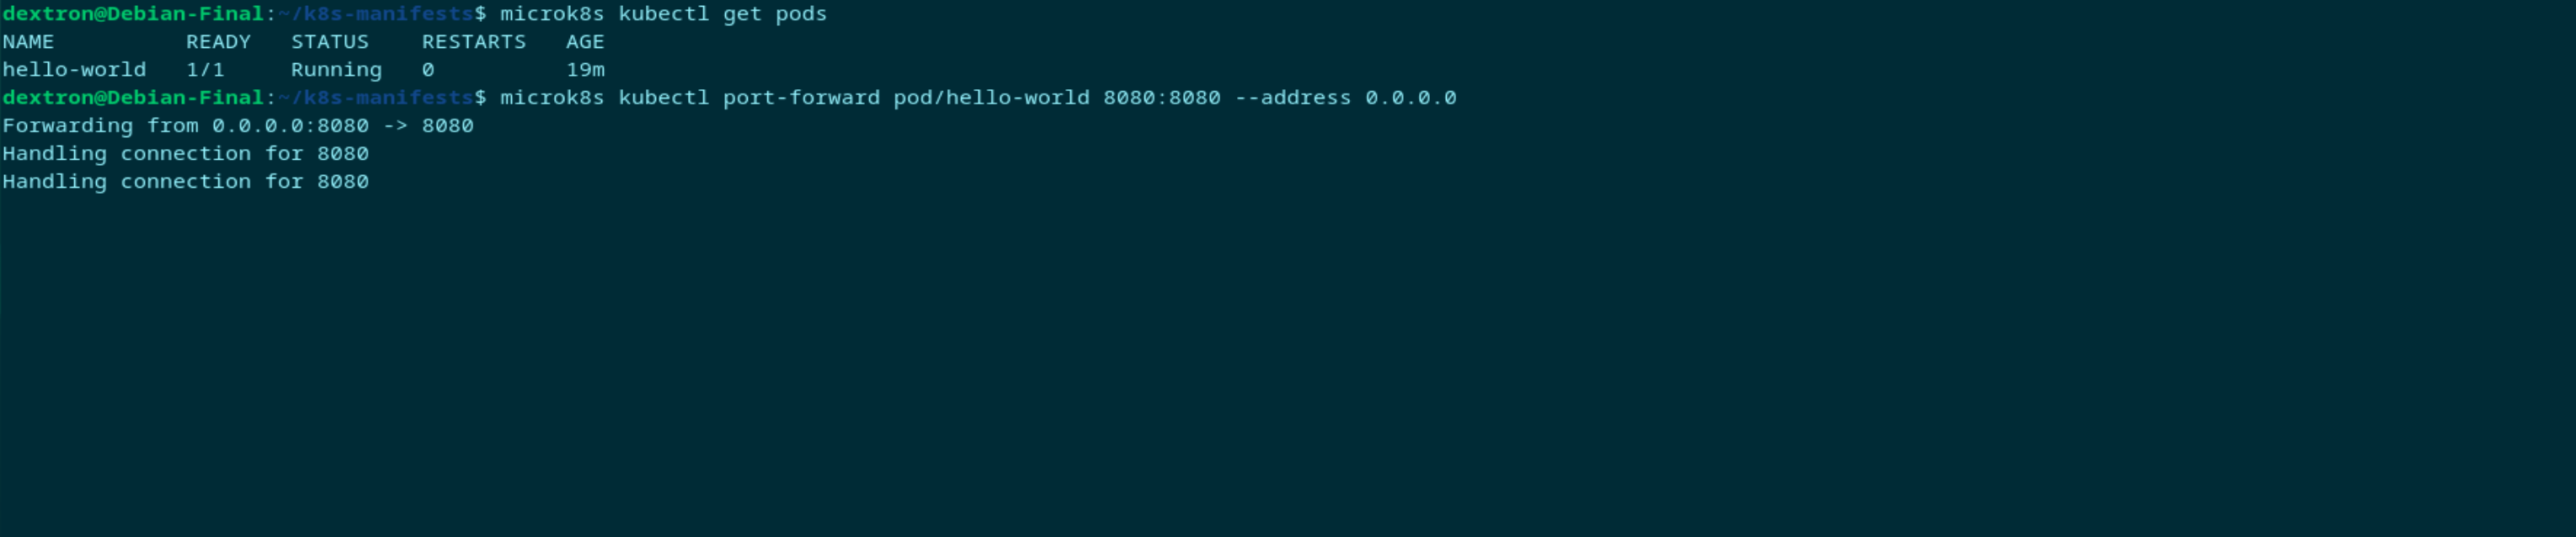 dextron@Debian-Final:~/k8s-manifests$ microk8s kubectl get pods
NAME          READY   STATUS    RESTARTS   AGE
hello-world   1/1     Running   0          19m
dextron@Debian-Final:~/k8s-manifests$ microk8s kubectl port-forward pod/hello-world 8080:8080 --address 0.0.0.0
Forwarding from 0.0.0.0:8080 -> 8080
Handling connection for 8080
Handling connection for 8080